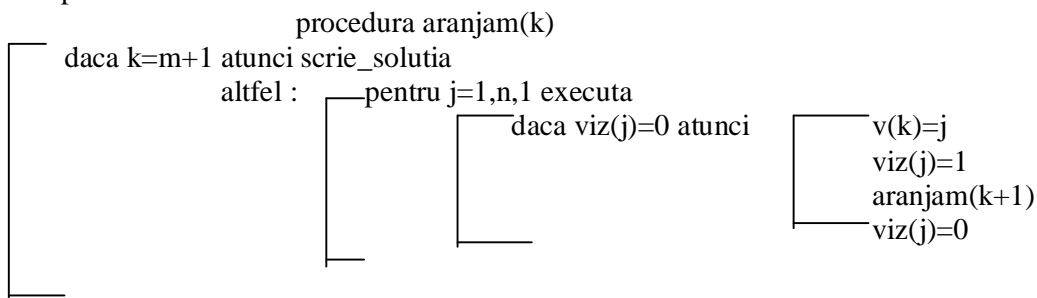 procedura aranjam(k)
daca k=m+1 atunci scrie_solutia
altfel : pentru j=1,n,1 executa
daca viz(j)=0 atunci v(k)=j
viz(j)=1
aranjam(k+1)
viz(j)=0